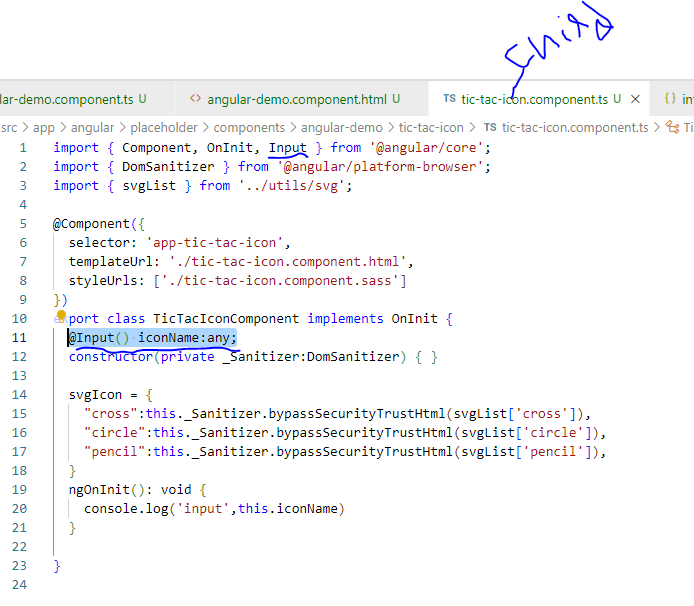 child
lar-demo.component.ts U <> angular-demo.component.html U TS tic-tac-icon.component.ts U × {} in
src > app > angular > placeholder > components > angular-demo > tic-tac-icon > TS tic-tac-icon.component.ts > Ti
1 import { Component, OnInit, Input } from '@angular/core';
2 import { DomSanitizer } from '@angular/platform-browser';
3 import { svgList } from '../utils/svg';
4
5 @Component({
6 selector: 'app-tic-tac-icon',
7 templateUrl: './tic-tac-icon.component.html',
8 styleUrls: ['./tic-tac-icon.component.sass']
9 })
10 port class TicTacIconComponent implements OnInit {
11 @Input() iconName:any;
12 constructor(private _Sanitizer:DomSanitizer) { }
13
14 svgIcon = {
15 "cross":this._Sanitizer.bypassSecurityTrustHtml(svgList['cross']),
16 "circle":this._Sanitizer.bypassSecurityTrustHtml(svgList['circle']),
17 "pencil":this._Sanitizer.bypassSecurityTrustHtml(svgList['pencil']),
18 }
19 ngOnInit(): void {
20 console.log('input',this.iconName)
21 }
22
23 }
24